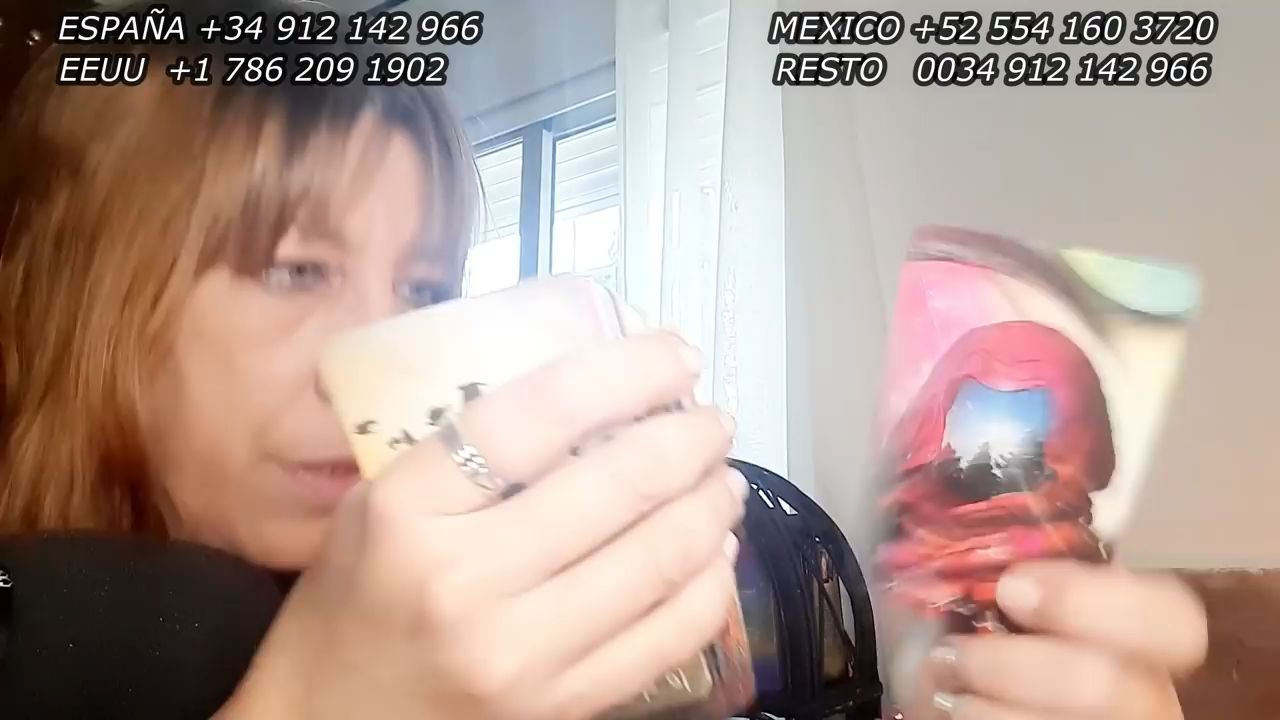 ESPAÑA +34 912 142 966
EEUU +1 786 209 1902
MEXICO +52 554 160 3720
RESTO 0034 912 142 966